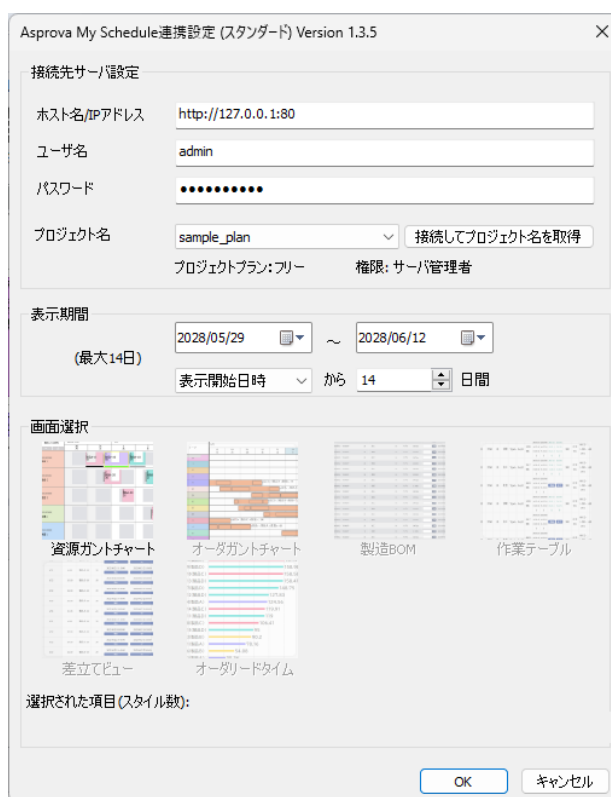 Asprova My Schedule連携設定 (スタンダード) Version 1.3.5
接続先サーバ設定
ホスト名/IPアドレス http://127.0.0.1:80
ユーザ名 admin
パスワード ●●●●●●●●●●
プロジェクト名 sample_plan 接続してプロジェクト名を取得
プロジェクトプラン:フリー 権限: サーバ管理者
表示期間
(最大14日) 2028/05/29 ～ 2028/06/12
表示開始日時 から 14 日間
画面選択
資源ガントチャート オーダガントチャート 製造BOM 作業テーブル
差立てビュー オーダリードタイム
選択された項目(スタイル数):
OK キャンセル